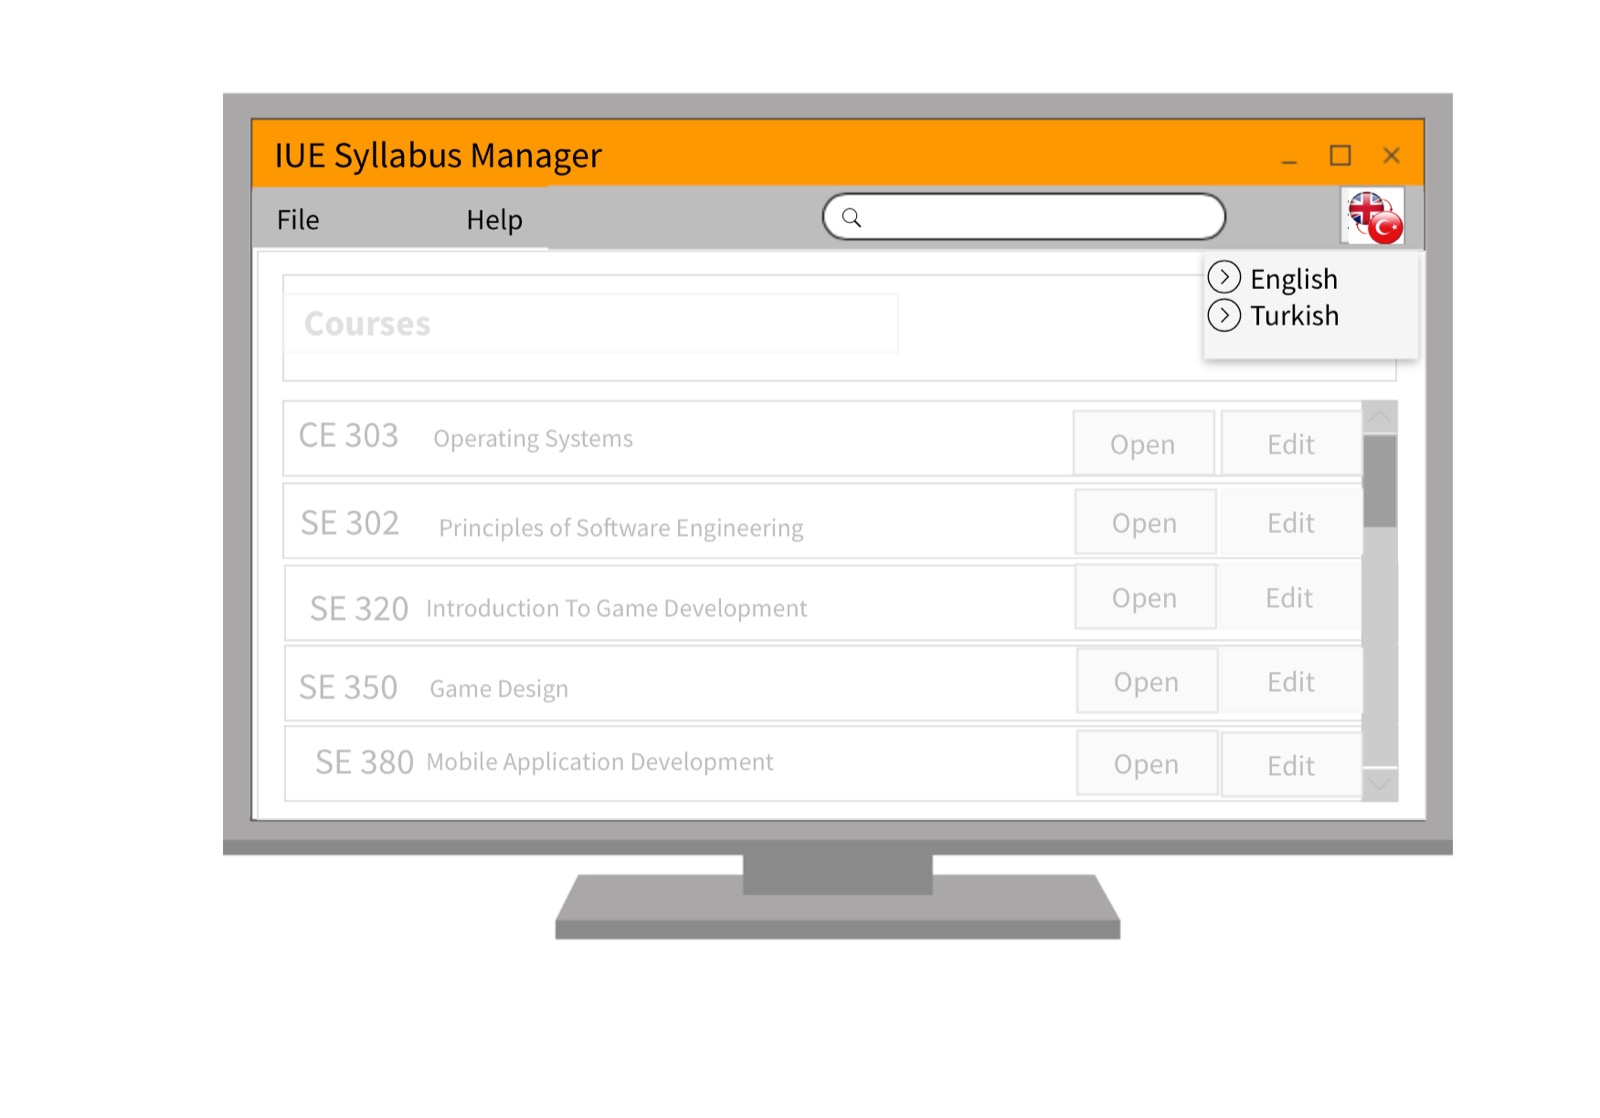 IUE Syllabus Manager
File Help
English
Turkish
Courses
CE 303 Operating Systems Open Edit
SE 302 Principles of Software Engineering Open Edit
SE 320 Introduction To Game Development Open Edit
SE 350 Game Design Open Edit
SE 380 Mobile Application Development Open Edit